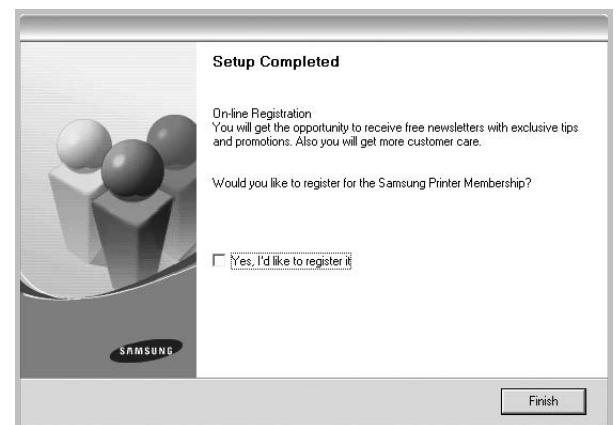 Setup Completed
On-line Registration
You will get the opportunity to receive free newsletters with exclusive tips
and promotions. Also you will get more customer care.
Would you like to register for the Samsung Printer Membership?
Yes, I'd like to register it
SAMSUNG
Finish